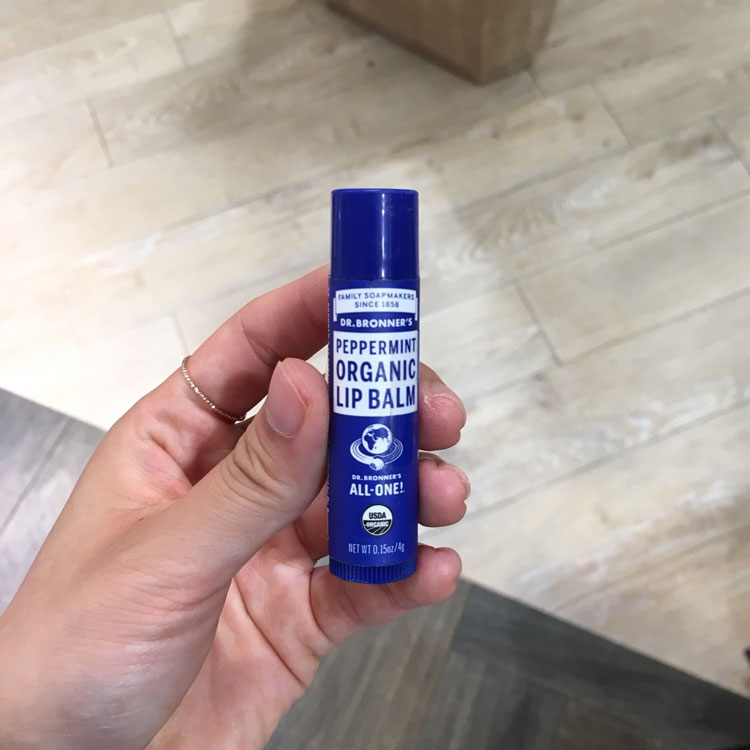 FAMILY SOAPMAKERS
SINCE 1858
DR. BRONNER'S
PEPPERMINT
ORGANIC
LIP BALM
DR. BRONNER'S
ALL-ONE!
USDA
ORGANIC
NET WT 0.15oz/4g